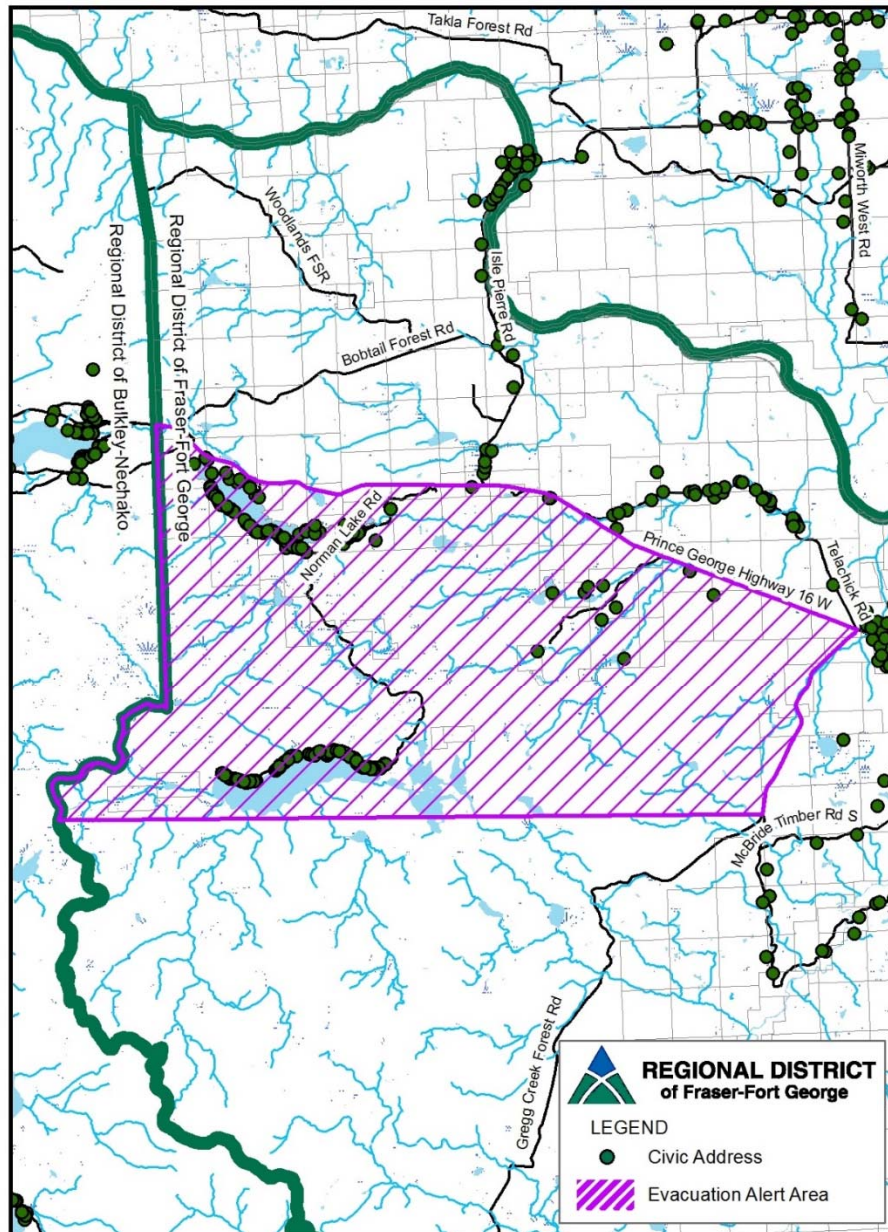 Takla Forest Rd
Miworth West Rd
Woodlands FSR
Regional District of Fraser-Fort George
Regional District of Bulkley-Nechako
Isle Pierre Rd
Bobtail Forest Rd
Norman Lake Rd
Prince George Highway 16 W
Telachick Rd
McBride Timber Rd S
Gregg Creek Forest Rd
REGIONAL DISTRICT
of Fraser-Fort George
LEGEND
Civic Address
Evacuation Alert Area